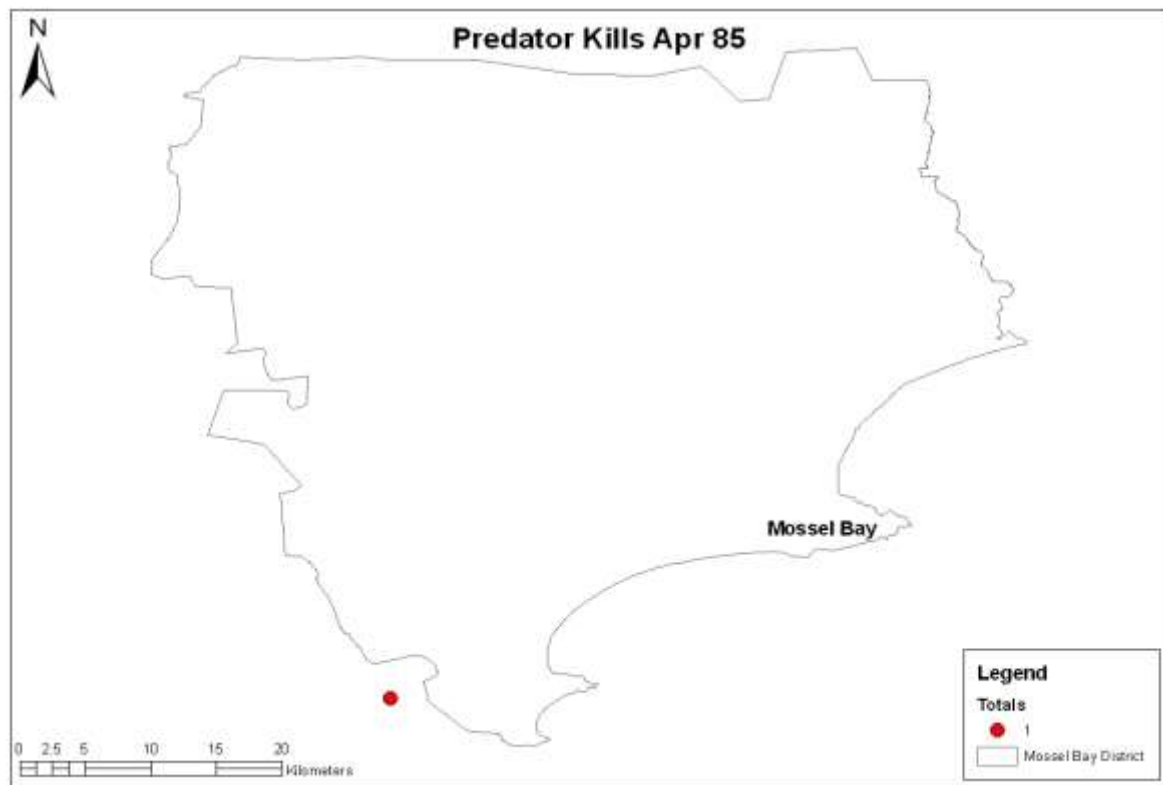 N
Predator Kills Apr 85
Mossel Bay
Legend
Totals
1
Mossel Bay District
0 2.5 5 10 15 20
Kilometers